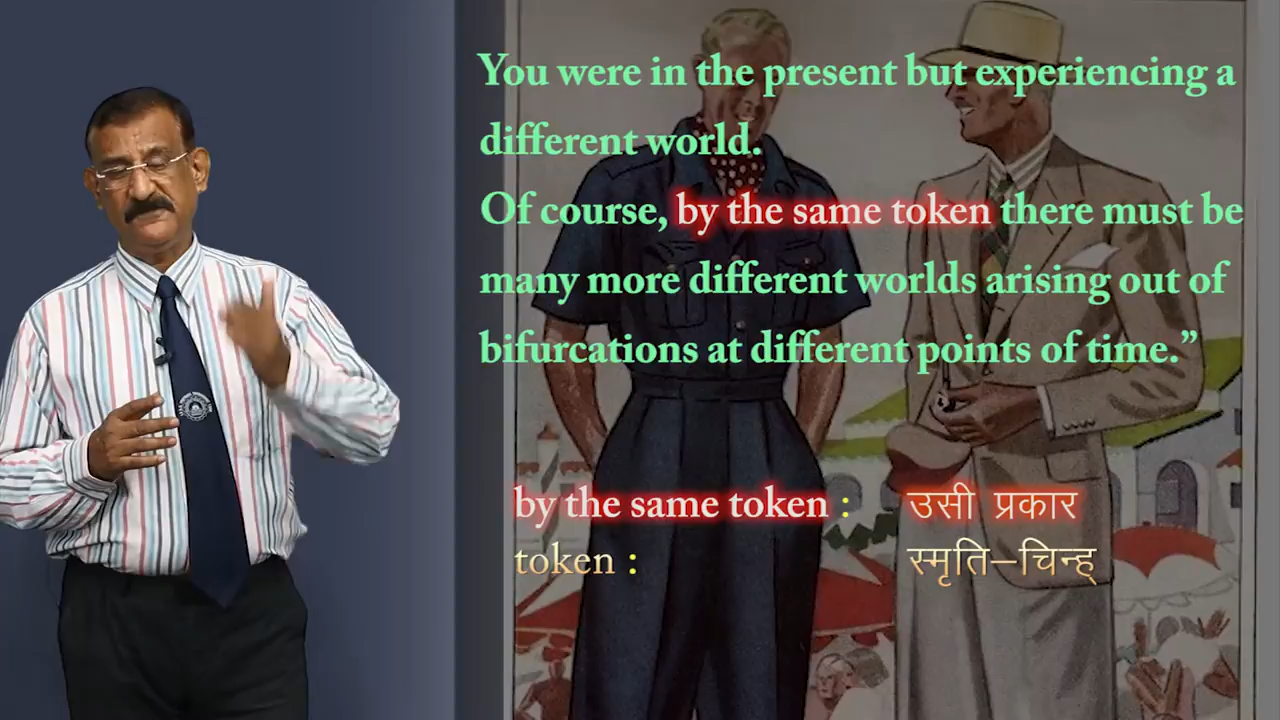 You were in the present but experiencing a
different world.
Of course, by the same token there must be
many more different worlds arising out of
bifurcations at different points of time.”
by the same token : उसी प्रकार
token : स्मृति–चिन्ह्